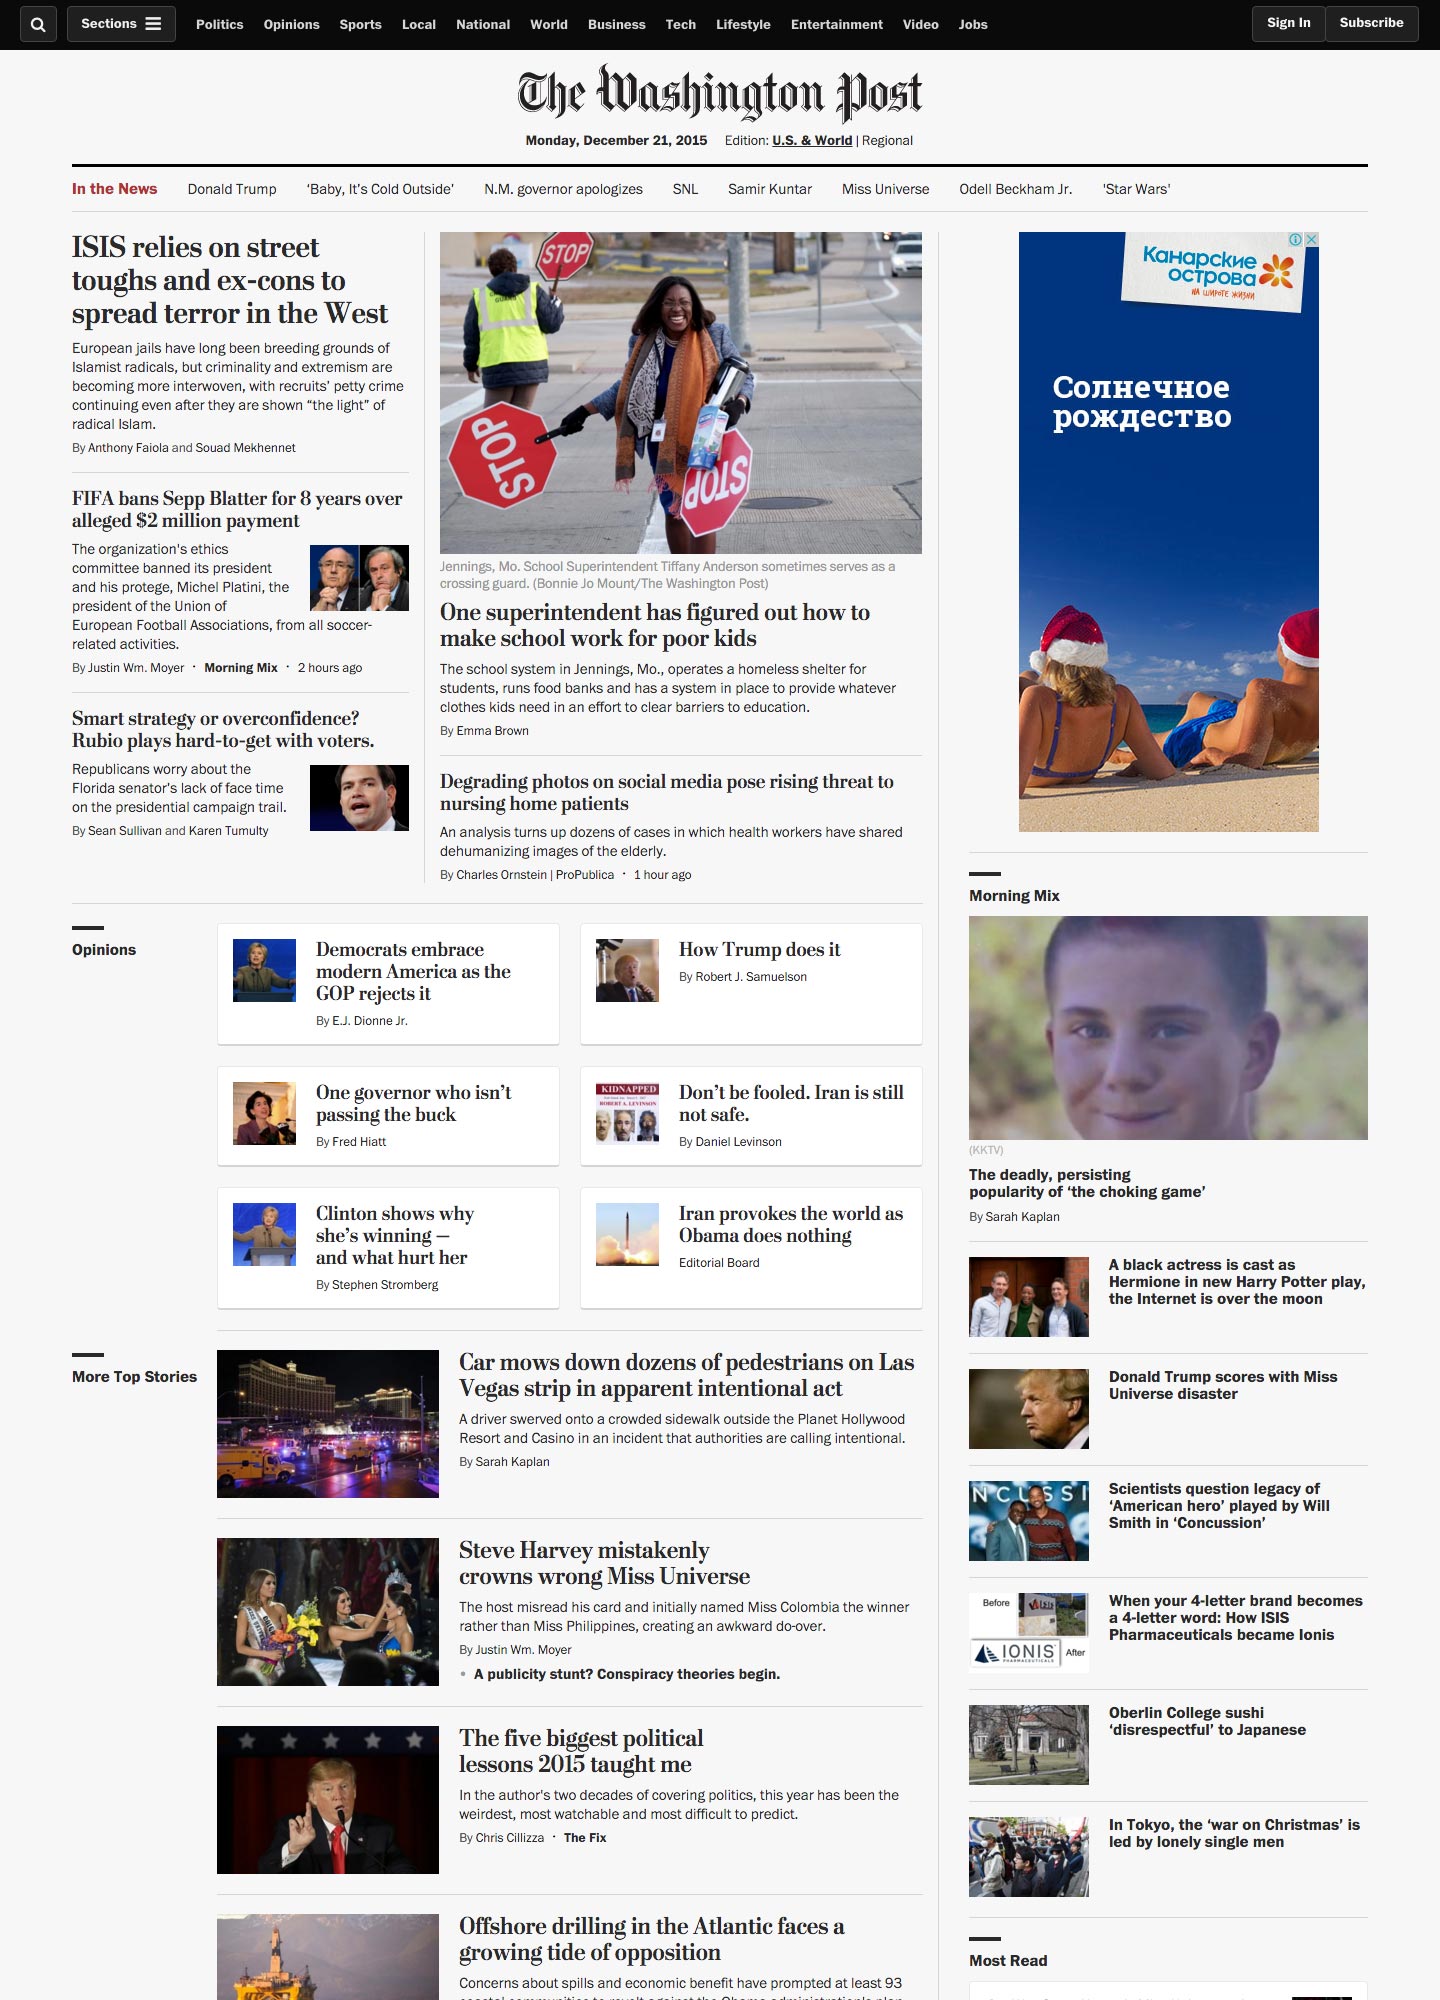 Sections
Politics
Opinions
Sports
Local
National
World
Business
Tech
Lifestyle
Entertainment
Video
Jobs
Sign In
Subscribe
The Washington Post
Monday, December 21, 2015 Edition: U.S. & World | Regional
In the News
Donald Trump
‘Baby, It’s Cold Outside’
N.M. governor apologizes
SNL
Samir Kuntar
Miss Universe
Odell Beckham Jr.
'Star Wars'
ISIS relies on street
toughs and ex-cons to
spread terror in the West
European jails have long been breeding grounds of
Islamist radicals, but criminality and extremism are
becoming more interwoven, with recruits’ petty crime
continuing even after they are shown “the light” of
radical Islam.
By Anthony Faiola and Souad Mekhennet
FIFA bans Sepp Blatter for 8 years over
alleged $2 million payment
The organization's ethics
committee banned its president
and his protege, Michel Platini, the
president of the Union of
European Football Associations, from all soccer-
related activities.
By Justin Wm. Moyer · Morning Mix · 2 hours ago
Smart strategy or overconfidence?
Rubio plays hard-to-get with voters.
Republicans worry about the
Florida senator’s lack of face time
on the presidential campaign trail.
By Sean Sullivan and Karen Tumulty
STOP
GUARD
STOP
STOP
Jennings, Mo. School Superintendent Tiffany Anderson sometimes serves as a
crossing guard. (Bonnie Jo Mount/The Washington Post)
One superintendent has figured out how to
make school work for poor kids
The school system in Jennings, Mo., operates a homeless shelter for
students, runs food banks and has a system in place to provide whatever
clothes kids need in an effort to clear barriers to education.
By Emma Brown
Degrading photos on social media pose rising threat to
nursing home patients
An analysis turns up dozens of cases in which health workers have shared
dehumanizing images of the elderly.
By Charles Ornstein | ProPublica · 1 hour ago
Канарские
острова
НА ШИРОТЕ ЖИЗНИ
Солнечное
рождество
Opinions
Democrats embrace
modern America as the
GOP rejects it
By E.J. Dionne Jr.
How Trump does it
By Robert J. Samuelson
One governor who isn’t
passing the buck
By Fred Hiatt
KIDNAPPED
ROBERT A. LEVINSON
Don’t be fooled. Iran is still
not safe.
By Daniel Levinson
Clinton shows why
she’s winning —
and what hurt her
By Stephen Stromberg
Iran provokes the world as
Obama does nothing
Editorial Board
More Top Stories
Car mows down dozens of pedestrians on Las
Vegas strip in apparent intentional act
A driver swerved onto a crowded sidewalk outside the Planet Hollywood
Resort and Casino in an incident that authorities are calling intentional.
By Sarah Kaplan
Steve Harvey mistakenly
crowns wrong Miss Universe
The host misread his card and initially named Miss Colombia the winner
rather than Miss Philippines, creating an awkward do-over.
By Justin Wm. Moyer
• A publicity stunt? Conspiracy theories begin.
The five biggest political
lessons 2015 taught me
In the author's two decades of covering politics, this year has been the
weirdest, most watchable and most difficult to predict.
By Chris Cillizza · The Fix
Offshore drilling in the Atlantic faces a
growing tide of opposition
Concerns about spills and economic benefit have prompted at least 93
Morning Mix
(KKTV)
The deadly, persisting
popularity of ‘the choking game’
By Sarah Kaplan
A black actress is cast as
Hermione in new Harry Potter play,
the Internet is over the moon
Donald Trump scores with Miss
Universe disaster
NCUSSI
Scientists question legacy of
‘American hero’ played by Will
Smith in ‘Concussion’
Before
ISIS
IONIS
PHARMACEUTICALS
After
When your 4-letter brand becomes
a 4-letter word: How ISIS
Pharmaceuticals became Ionis
Oberlin College sushi
‘disrespectful’ to Japanese
In Tokyo, the ‘war on Christmas’ is
led by lonely single men
Most Read